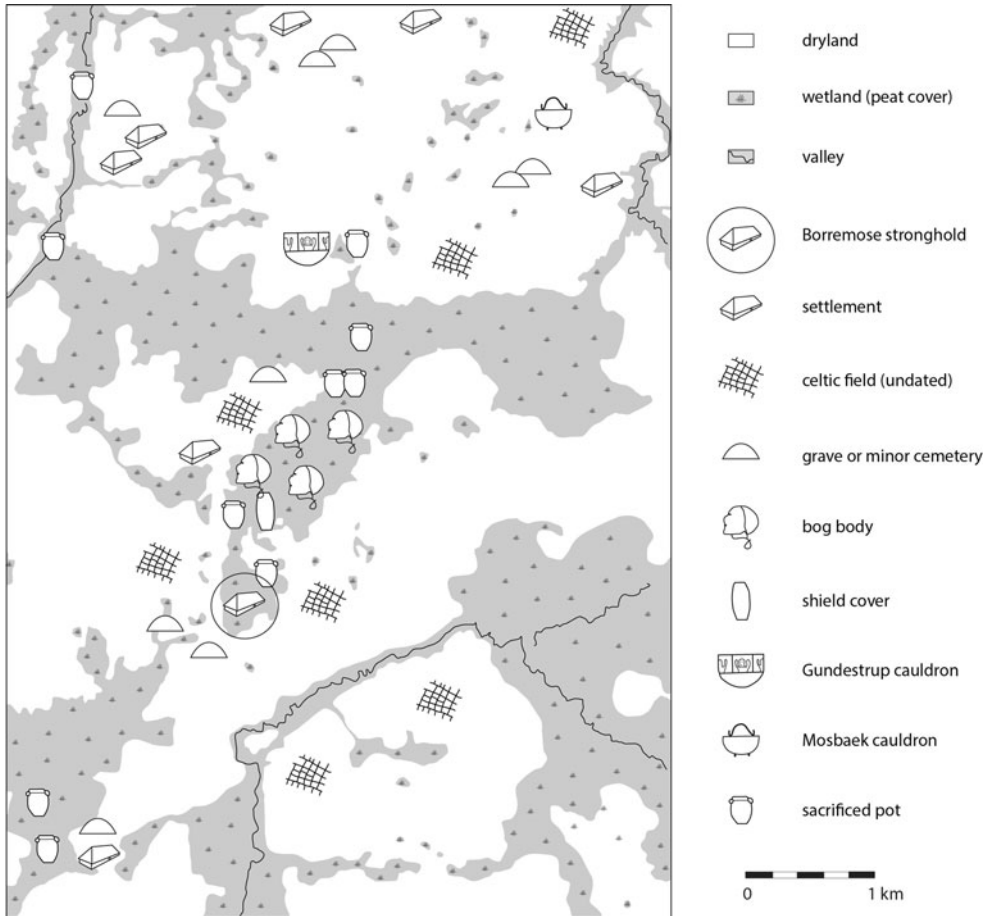 dryland
wetland (peat cover)
valley
Borremose stronghold
settlement
celtic field (undated)
grave or minor cemetery
bog body
shield cover
Gundestrup cauldron
Mosbaek cauldron
sacrificed pot
0 1 km